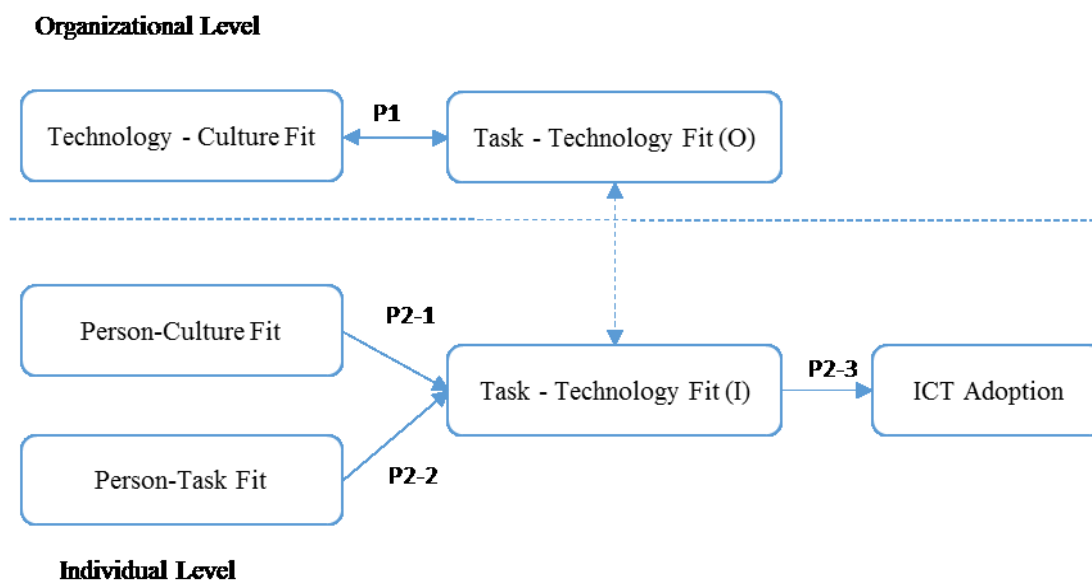 Organizational Level
P1
Technology - Culture Fit
Task - Technology Fit (O)
Person-Culture Fit
P2-1
Task - Technology Fit (I)
P2-3
ICT Adoption
Person-Task Fit
P2-2
Individual Level